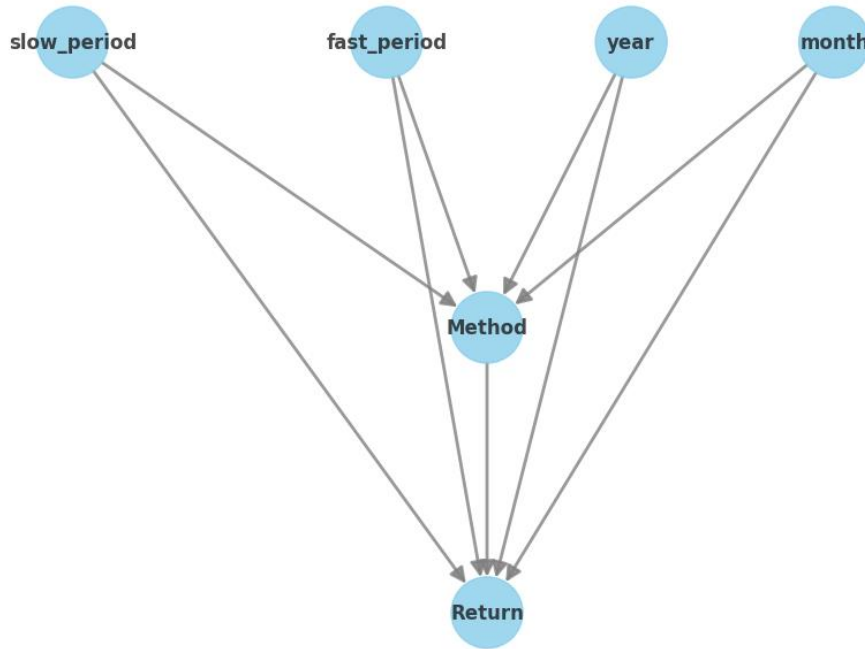 slow_period
fast_period
year
month
Method
Return